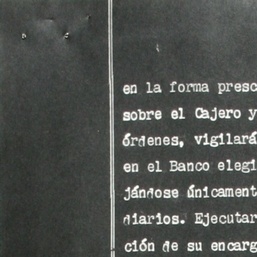 en la forma presc
sobre el Cajero y
órdenes, vigilará
en el Banco elegi
jándose únicament
diarios. Ejecutar
ción de su encarg